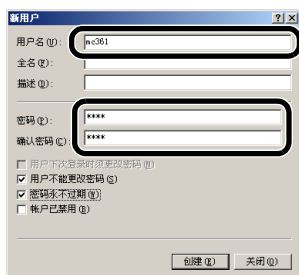 新用户
用户名(U): mc361
全名(F):
描述(D):
密码(P): ****
确认密码(C): ****
用户下次登录时须更改密码(M)
用户不能更改密码(S)
密码永不过期(W)
帐户已禁用(B)
创建(E) 关闭(O)